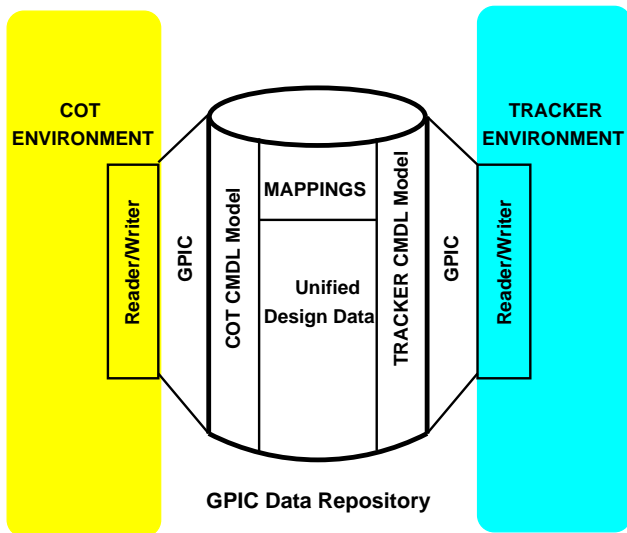 COT
ENVIRONMENT
TRACKER
ENVIRONMENT
Reader/Writer
GPIC
COT CMDL Model
MAPPINGS
Unified
Design Data
TRACKER CMDL Model
GPIC
Reader/Writer
GPIC Data Repository